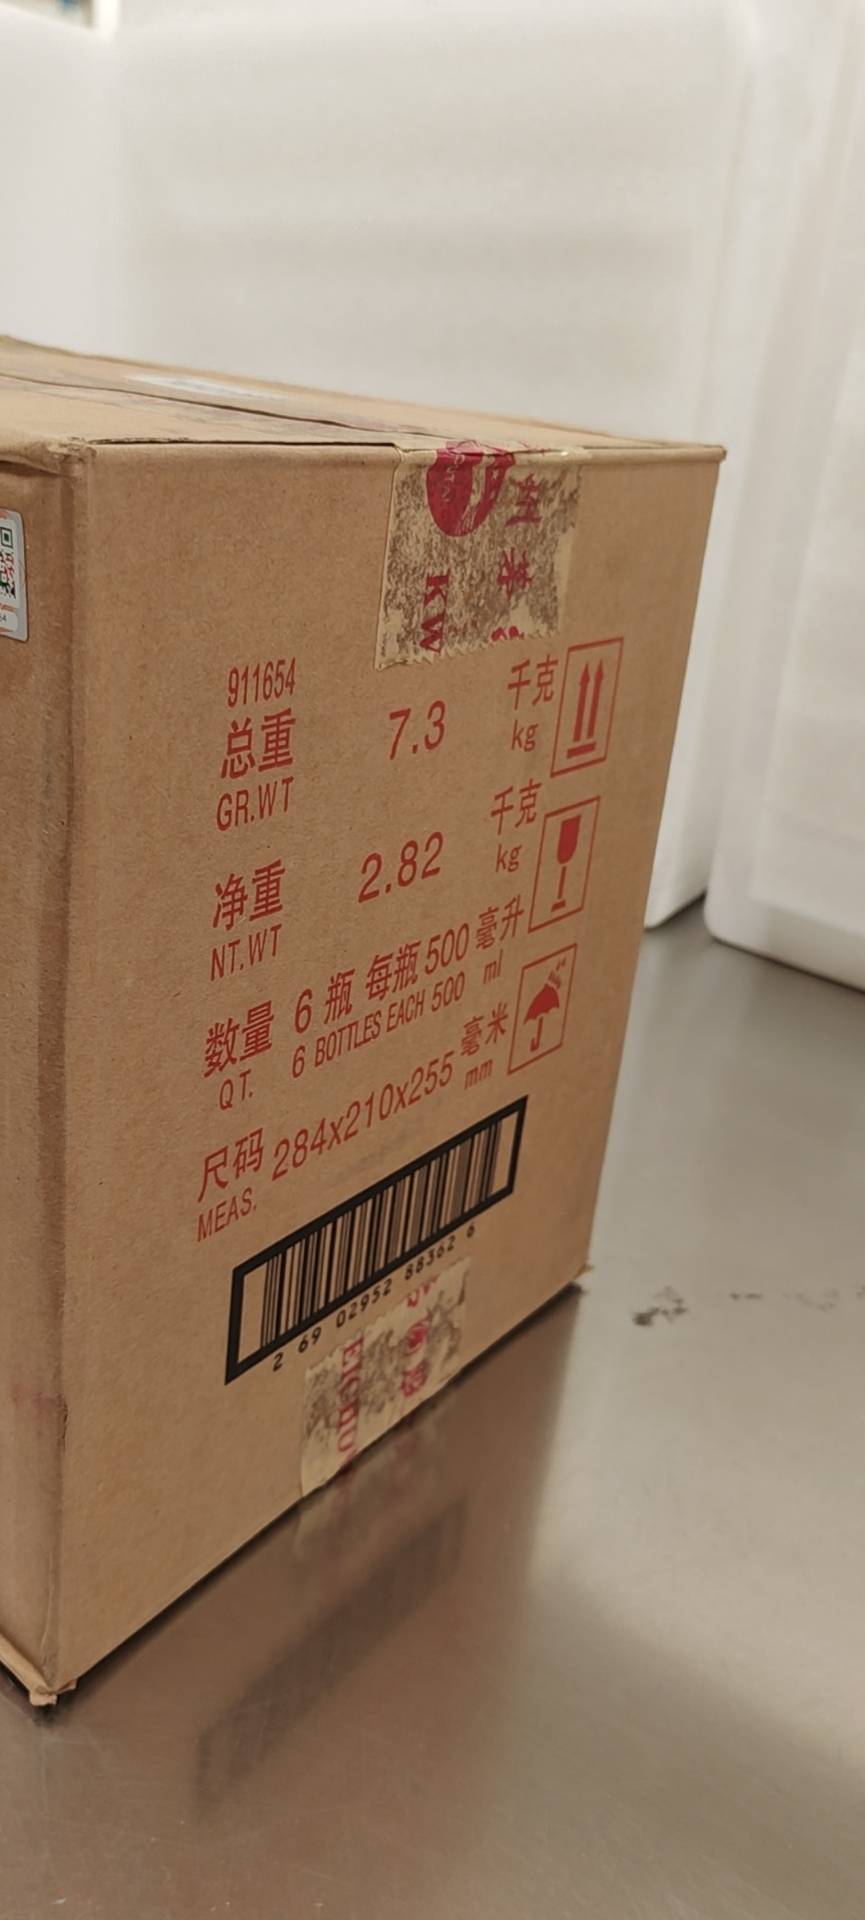 911654
总重 7.3 千克
GR.WT kg
净重 2.82 千克
NT.WT kg
数量 6 瓶 每瓶 500 毫升
QT. 6 BOTTLES EACH 500 ml
尺码 284x210x255 毫米
MEAS. mm
2 69 02952 88362 6